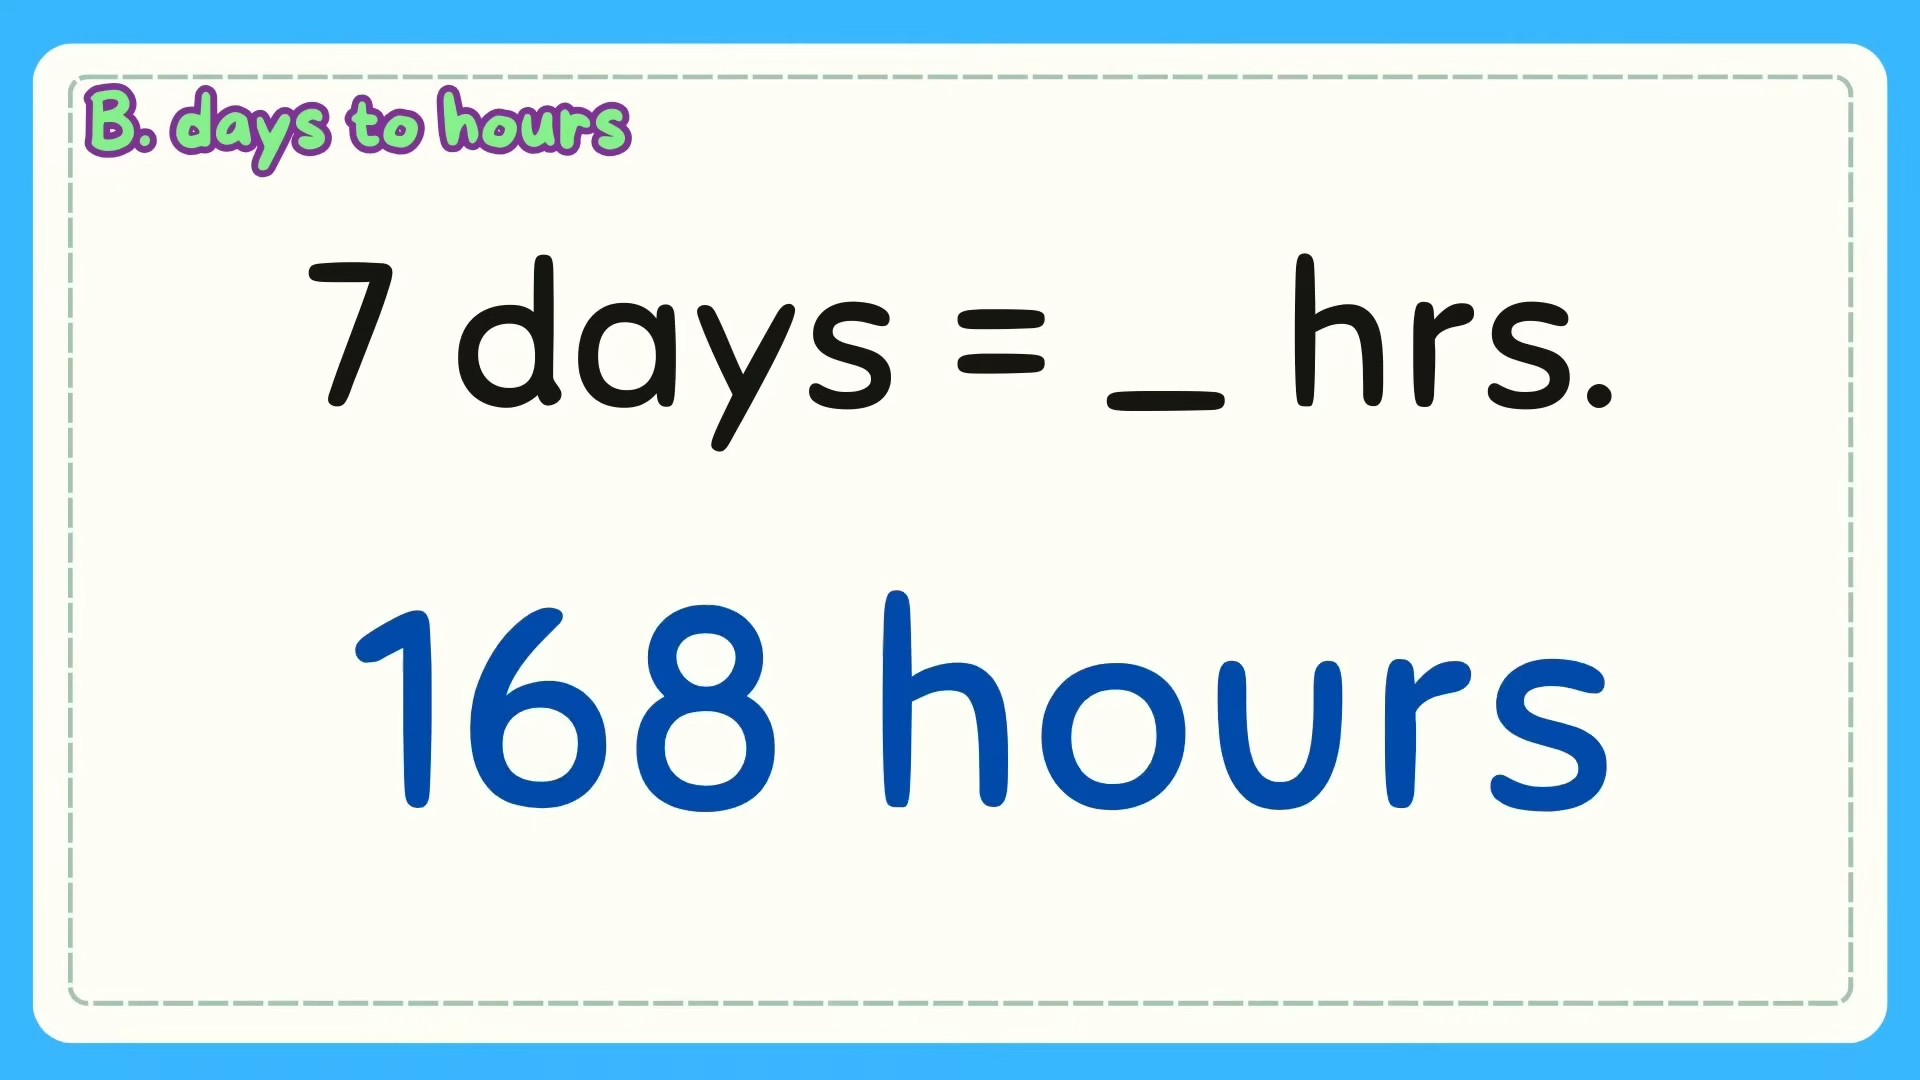 B. days to hours
7 days = _ hrs.
168 hours